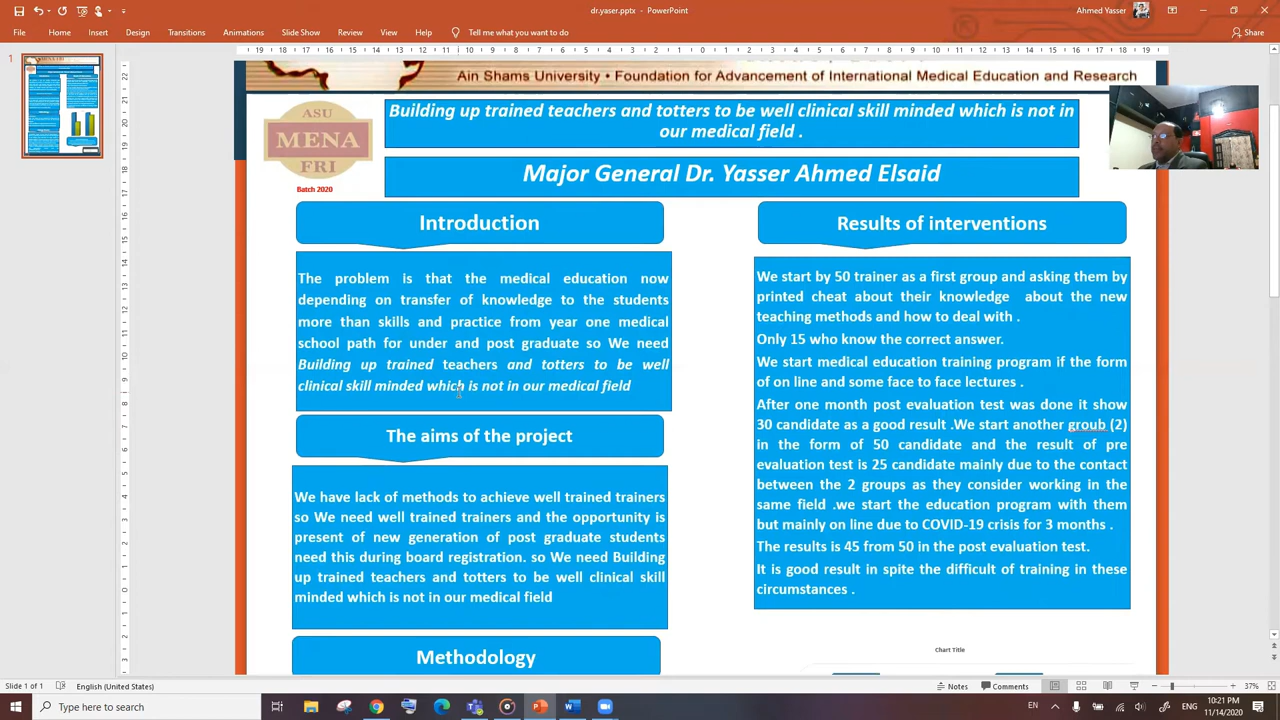 dr.yaser.pptx - PowerPoint
Ahmed Yasser
File Home Insert Design Transitions Animations Slide Show Review View Help Tell me what you want to do
Share
1
Ain Shams University • Foundation for Advancement of International Medical Education and Research
ASU
MENA
FRI
Batch 2020
Building up trained teachers and totters to be well clinical skill minded which is not in
our medical field .
Major General Dr. Yasser Ahmed Elsaid
Introduction
The problem is that the medical education now
depending on transfer of knowledge to the students
more than skills and practice from year one medical
school path for under and post graduate so We need
Building up trained teachers and totters to be well
clinical skill minded which is not in our medical field
The aims of the project
We have lack of methods to achieve well trained trainers
so We need well trained trainers and the opportunity is
present of new generation of post graduate students
need this during board registration. so We need Building
up trained teachers and totters to be well clinical skill
minded which is not in our medical field
Methodology
Results of interventions
We start by 50 trainer as a first group and asking them by
printed cheat about their knowledge about the new
teaching methods and how to deal with .
Only 15 who know the correct answer.
We start medical education training program if the form
of on line and some face to face lectures .
After one month post evaluation test was done it show
30 candidate as a good result .We start another groub (2)
in the form of 50 candidate and the result of pre
evaluation test is 25 candidate mainly due to the contact
between the 2 groups as they consider working in the
same field .we start the education program with them
but mainly on line due to COVID-19 crisis for 3 months .
The results is 45 from 50 in the post evaluation test.
It is good result in spite the difficult of training in these
circumstances .
Chart Title
Slide 1 of 1 English (United States)
Notes Comments 37%
Type here to search
EN
10:21 PM
11/14/2020